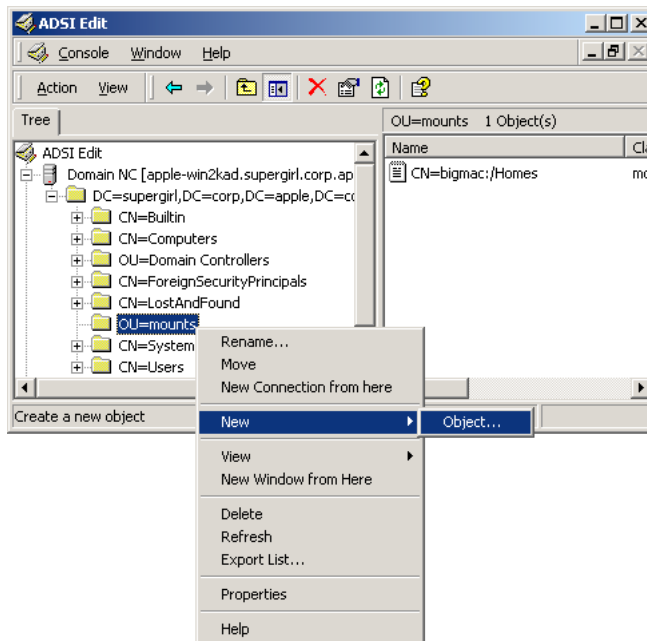 ADSI Edit
Console Window Help
Action View
Tree
OU=mounts 1 Object(s)
Name Cla
ADSI Edit
CN=bigmac:/Homes mo
Domain NC [apple-win2kad.supergirl.corp.ap
DC=supergirl,DC=corp,DC=apple,DC=co
CN=Builtin
CN=Computers
OU=Domain Controllers
CN=ForeignSecurityPrincipals
CN=LostAndFound
OU=mounts
CN=System
CN=Users
Create a new object
Rename...
Move
New Connection from here
New
Object...
View
New Window from Here
Delete
Refresh
Export List...
Properties
Help